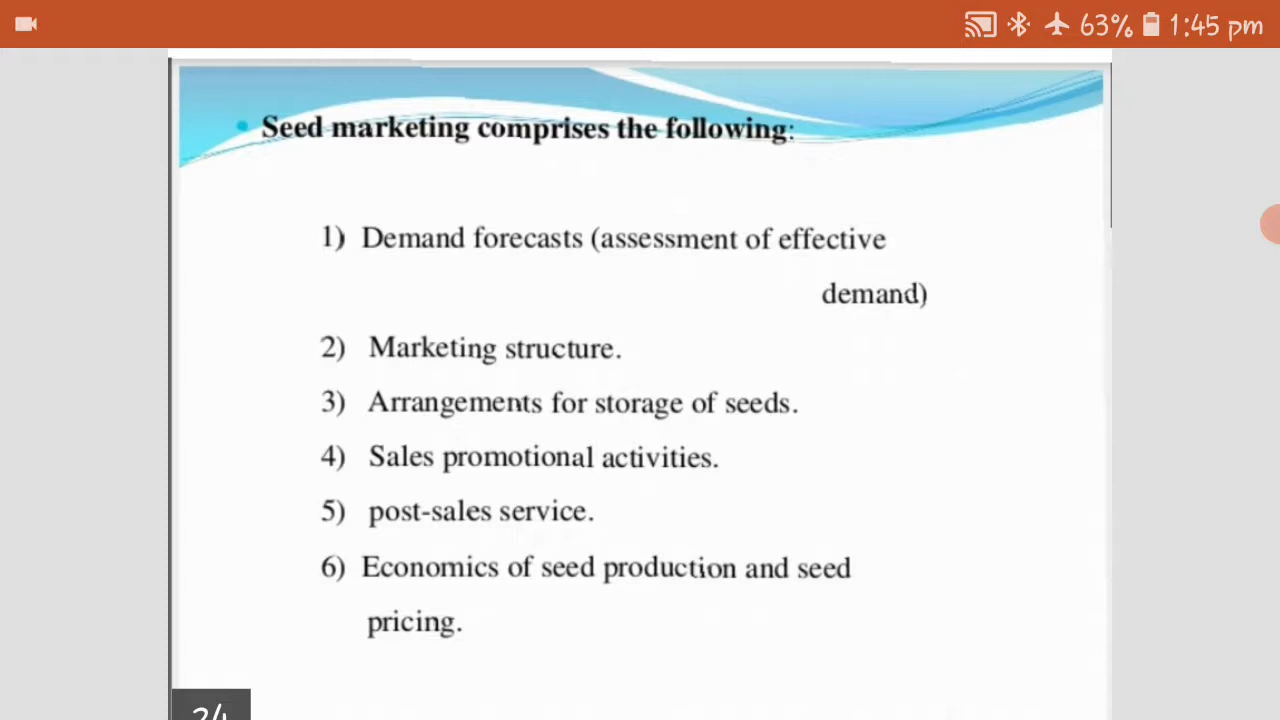 63% 1:45 pm
Seed marketing comprises the following:
1) Demand forecasts (assessment of effective
demand)
2) Marketing structure.
3) Arrangements for storage of seeds.
4) Sales promotional activities.
5) post-sales service.
6) Economics of seed production and seed
pricing.
24